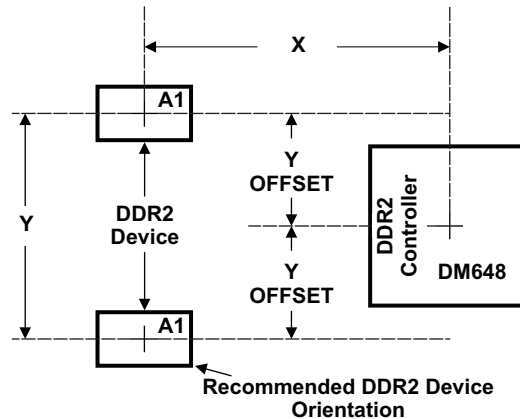 X
A1
Y
OFFSET
Y
DDR2
Device
DDR2
Controller
DM648
Y
OFFSET
A1
Recommended DDR2 Device
Orientation